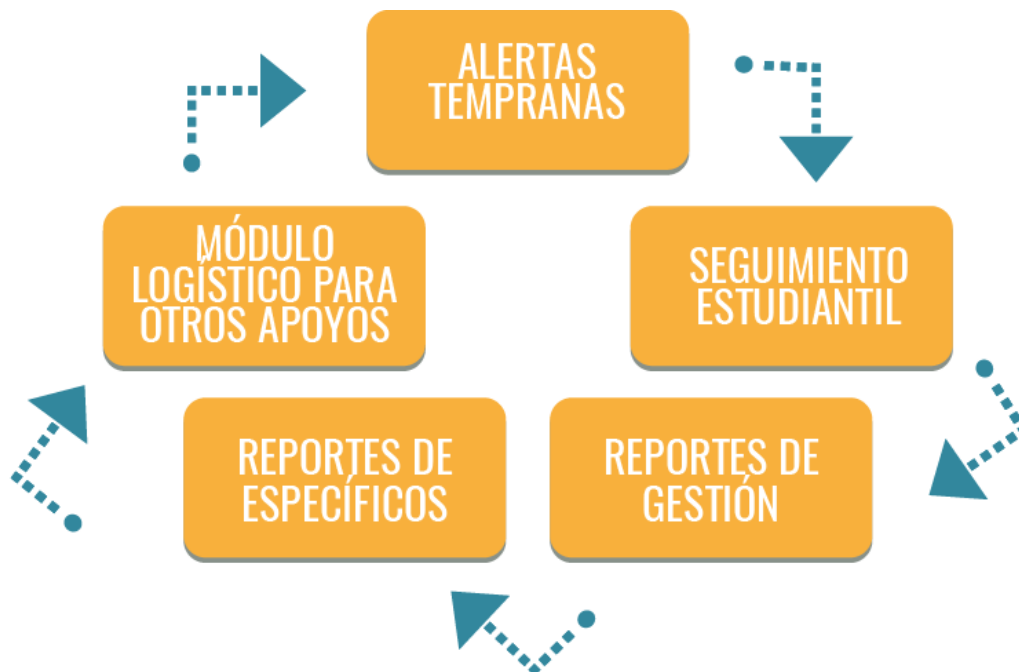 ALERTAS
TEMPRANAS
MÓDULO
LOGÍSTICO PARA
OTROS APOYOS
SEGUIMIENTO
ESTUDIANTIL
REPORTES DE
ESPECÍFICOS
REPORTES DE
GESTIÓN